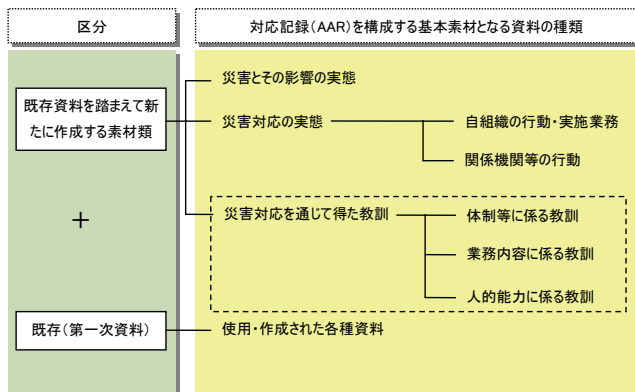 区分
対応記録(AAR)を構成する基本素材となる資料の種類
既存資料を踏まえて新
たに作成する素材類
災害とその影響の実態
災害対応の実態
自組織の行動・実施業務
関係機関等の行動
+
災害対応を通じて得た教訓
体制等に係る教訓
業務内容に係る教訓
人的能力に係る教訓
既存(第一次資料)
使用・作成された各種資料